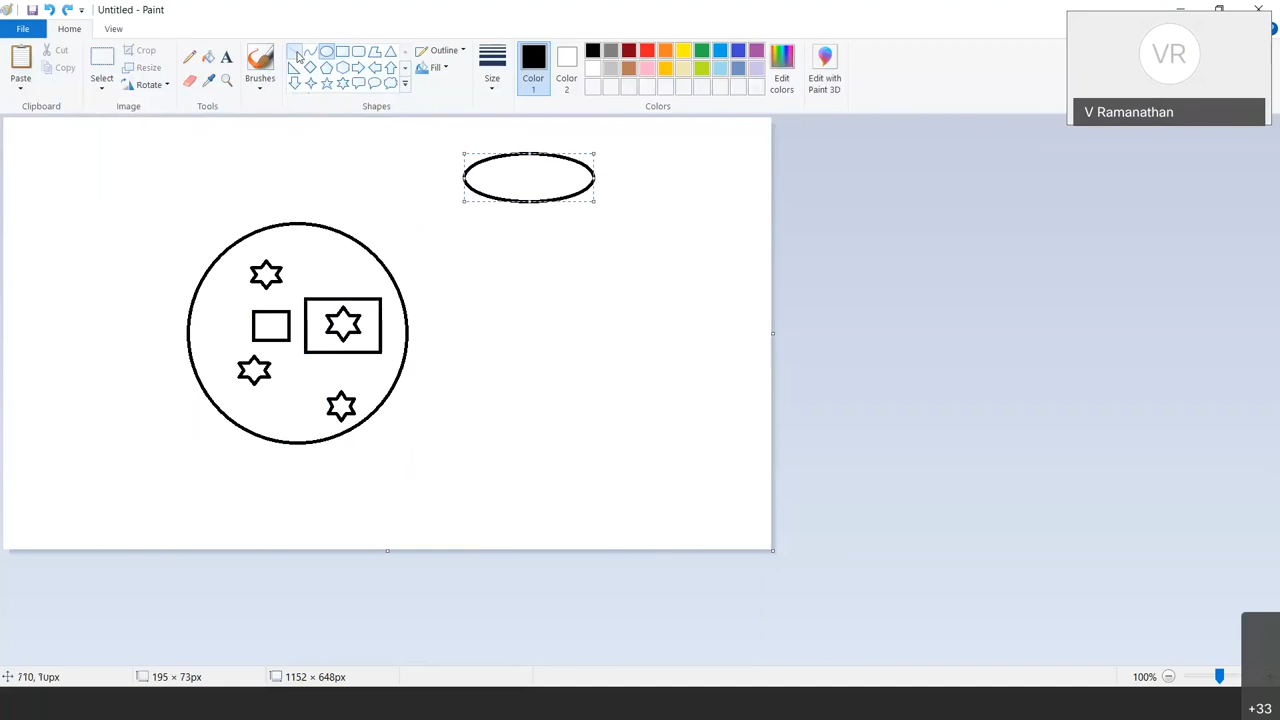 Untitled - Paint
File
Home
View
Paste
Cut
Copy
Clipboard
Select
Crop
Resize
Rotate
Image
A
Tools
Brushes
Shapes
Outline
Fill
Size
Color 1
Color 2
Edit colors
Colors
Edit with Paint 3D
VR
V Ramanathan
710, 10px
195 × 73px
1152 × 648px
100%
+33